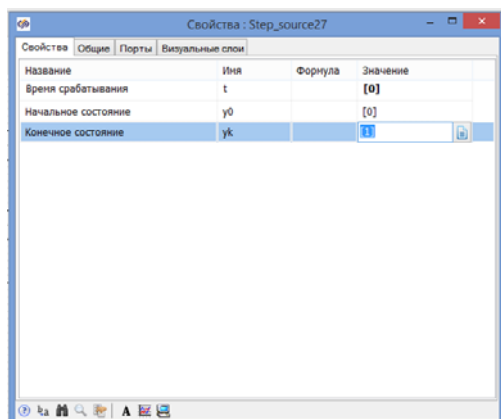 Свойства : Step_source27
Свойства Общие Порты Визуальные слои
Название Имя Формула Значение
Время срабатывания t [0]
Начальное состояние y0 [0]
Конечное состояние yk [1]